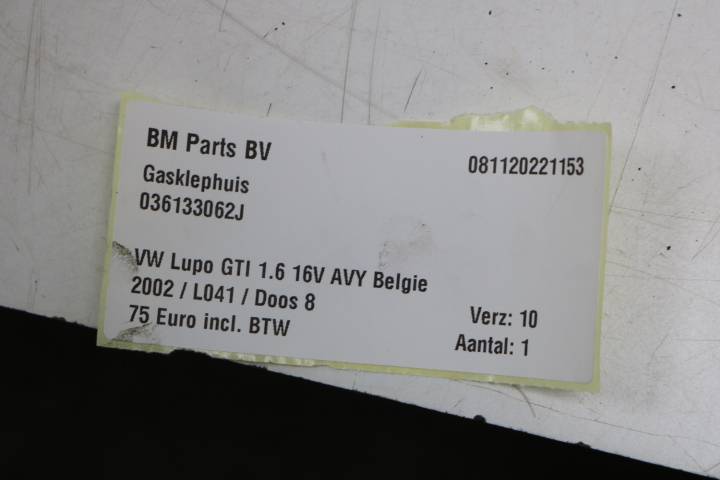 BM Parts BV
081120221153
Gasklephuis
036133062J
VW Lupo GTI 1.6 16V AVY Belgie
2002 / L041 / Doos 8
Verz: 10
75 Euro incl. BTW
Aantal: 1